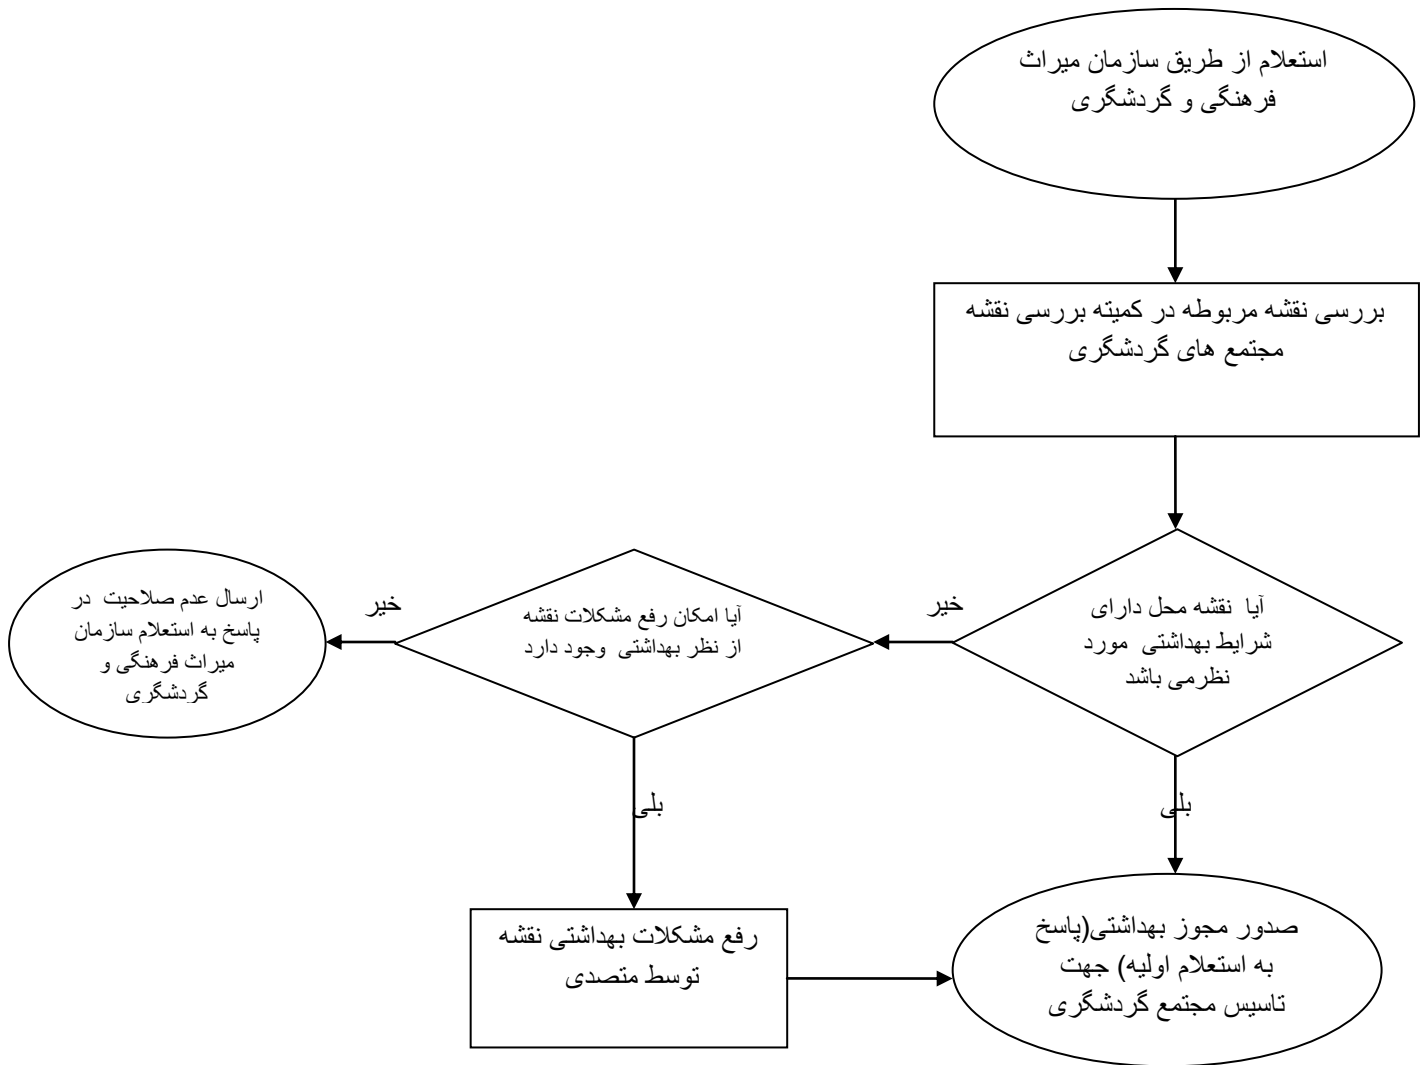 استعلام از طریق سازمان میراث
فرهنگی و گردشگری
بررسی نقشه مربوطه در کمیته بررسی نقشه
مجتمع های گردشگری
آیا نقشه محل دارای
شرایط بهداشتی مورد
نظرمی باشد
خیر
آیا امکان رفع مشکلات نقشه
از نظر بهداشتی وجود دارد
خیر
ارسال عدم صلاحیت در
پاسخ به استعلام سازمان
میراث فرهنگی و
گردشگری
بلی
بلی
صدور مجوز بهداشتی(پاسخ
به استعلام اولیه) جهت
تاسیس مجتمع گردشگری
رفع مشکلات بهداشتی نقشه
توسط متصدی